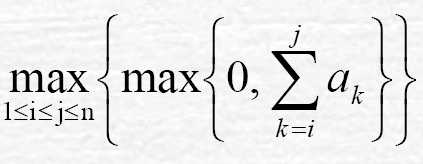 max_{1≤i≤j≤n} { max { 0, ∑_{k=i}^{j} a_k } }